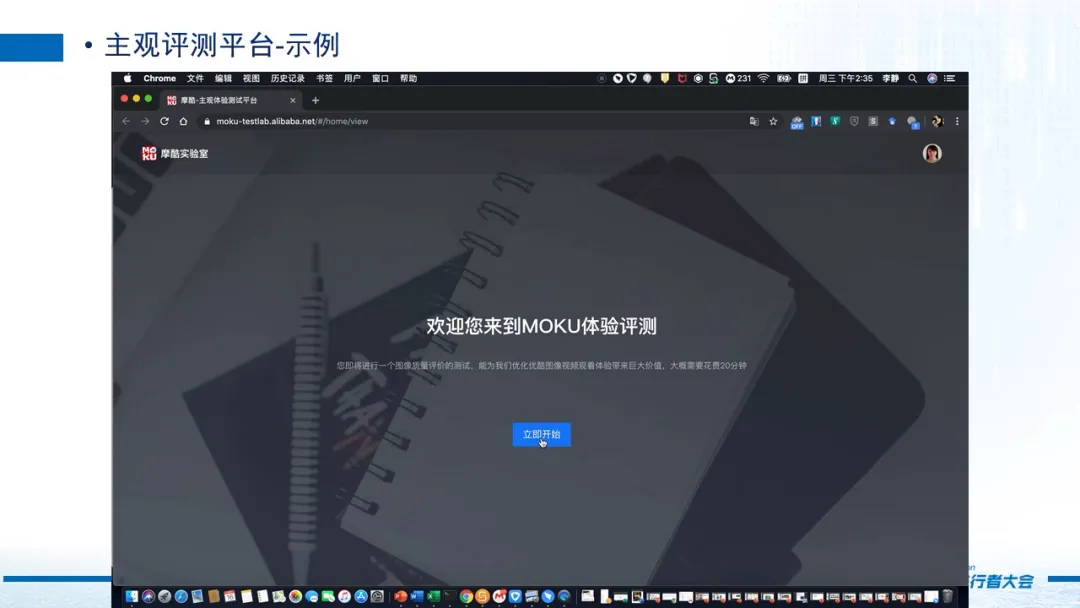 • 主观评测平台-示例
Chrome 文件 编辑 视图 历史记录 书签 用户 窗口 帮助
231 周三 下午2:35 李静
摩酷-主观体验测试平台
moku-testlab.alibaba.net/#/home/view
OFF
MOKU 摩酷实验室
欢迎您来到MOKU体验评测
您即将进行一个图像质量评价的测试，能为我们优化优酷图像视频观看体验带来巨大价值，大概需要花费20分钟
立即开始
行者大会